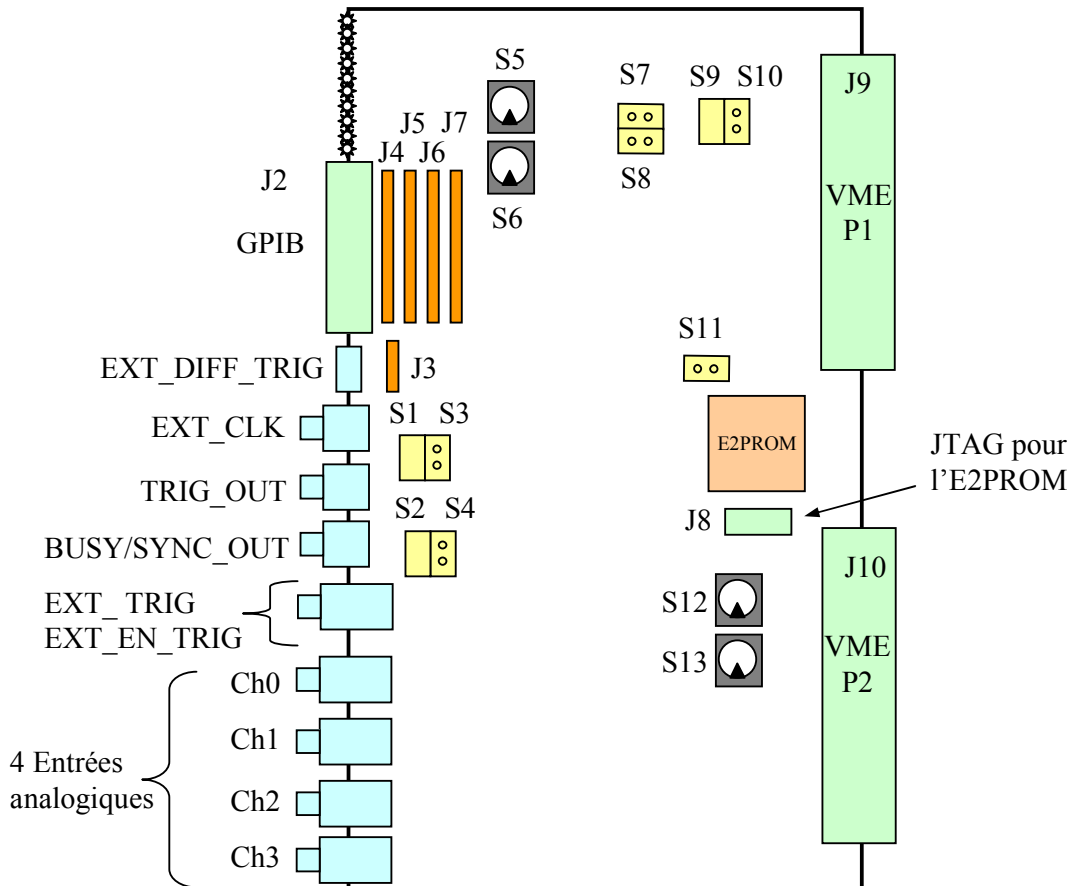 S5
S7
S9
S10
J9
J5
J7
J4
J6
J2
S8
VME
P1
S6
GPIB
S11
EXT_DIFF_TRIG
J3
S1
S3
EXT_CLK
E2PROM
JTAG pour
l'E2PROM
TRIG_OUT
S2
S4
J8
BUSY/SYNC_OUT
J10
EXT_TRIG
EXT_EN_TRIG
S12
S13
VME
P2
Ch0
Ch1
4 Entrées
analogiques
Ch2
Ch3